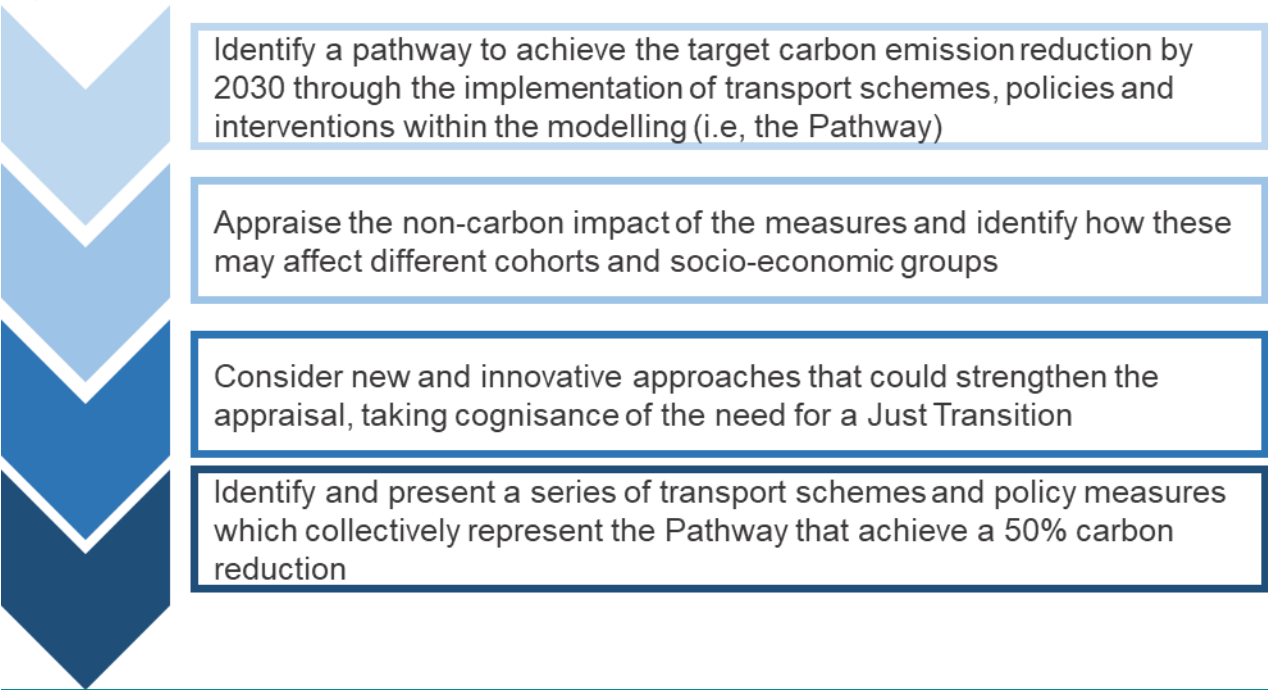 Identify a pathway to achieve the target carbon emission reduction by
2030 through the implementation of transport schemes, policies and
interventions within the modelling (i.e, the Pathway)
Appraise the non-carbon impact of the measures and identify how these
may affect different cohorts and socio-economic groups
Consider new and innovative approaches that could strengthen the
appraisal, taking cognisance of the need for a Just Transition
Identify and present a series of transport schemes and policy measures
which collectively represent the Pathway that achieve a 50% carbon
reduction